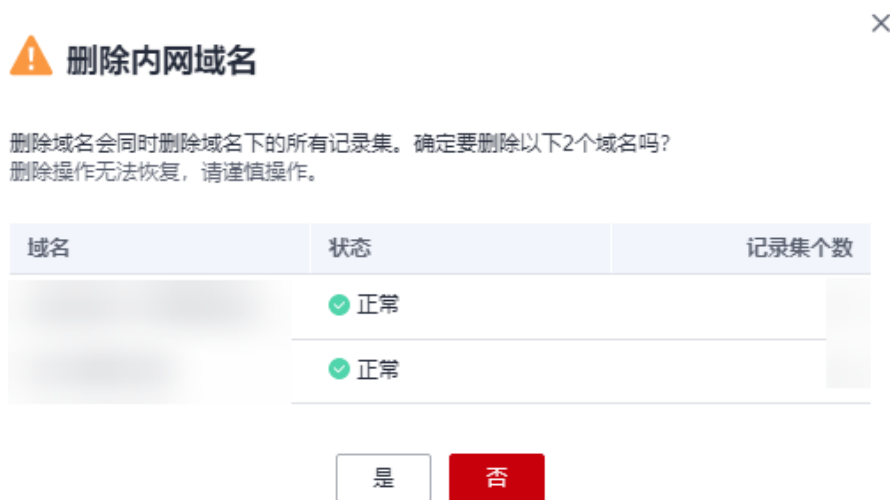 删除内网域名
删除域名会同时删除域名下的所有记录集。确定要删除以下2个域名吗?
删除操作无法恢复，请谨慎操作。
域名 状态 记录集个数
正常
正常
是 否